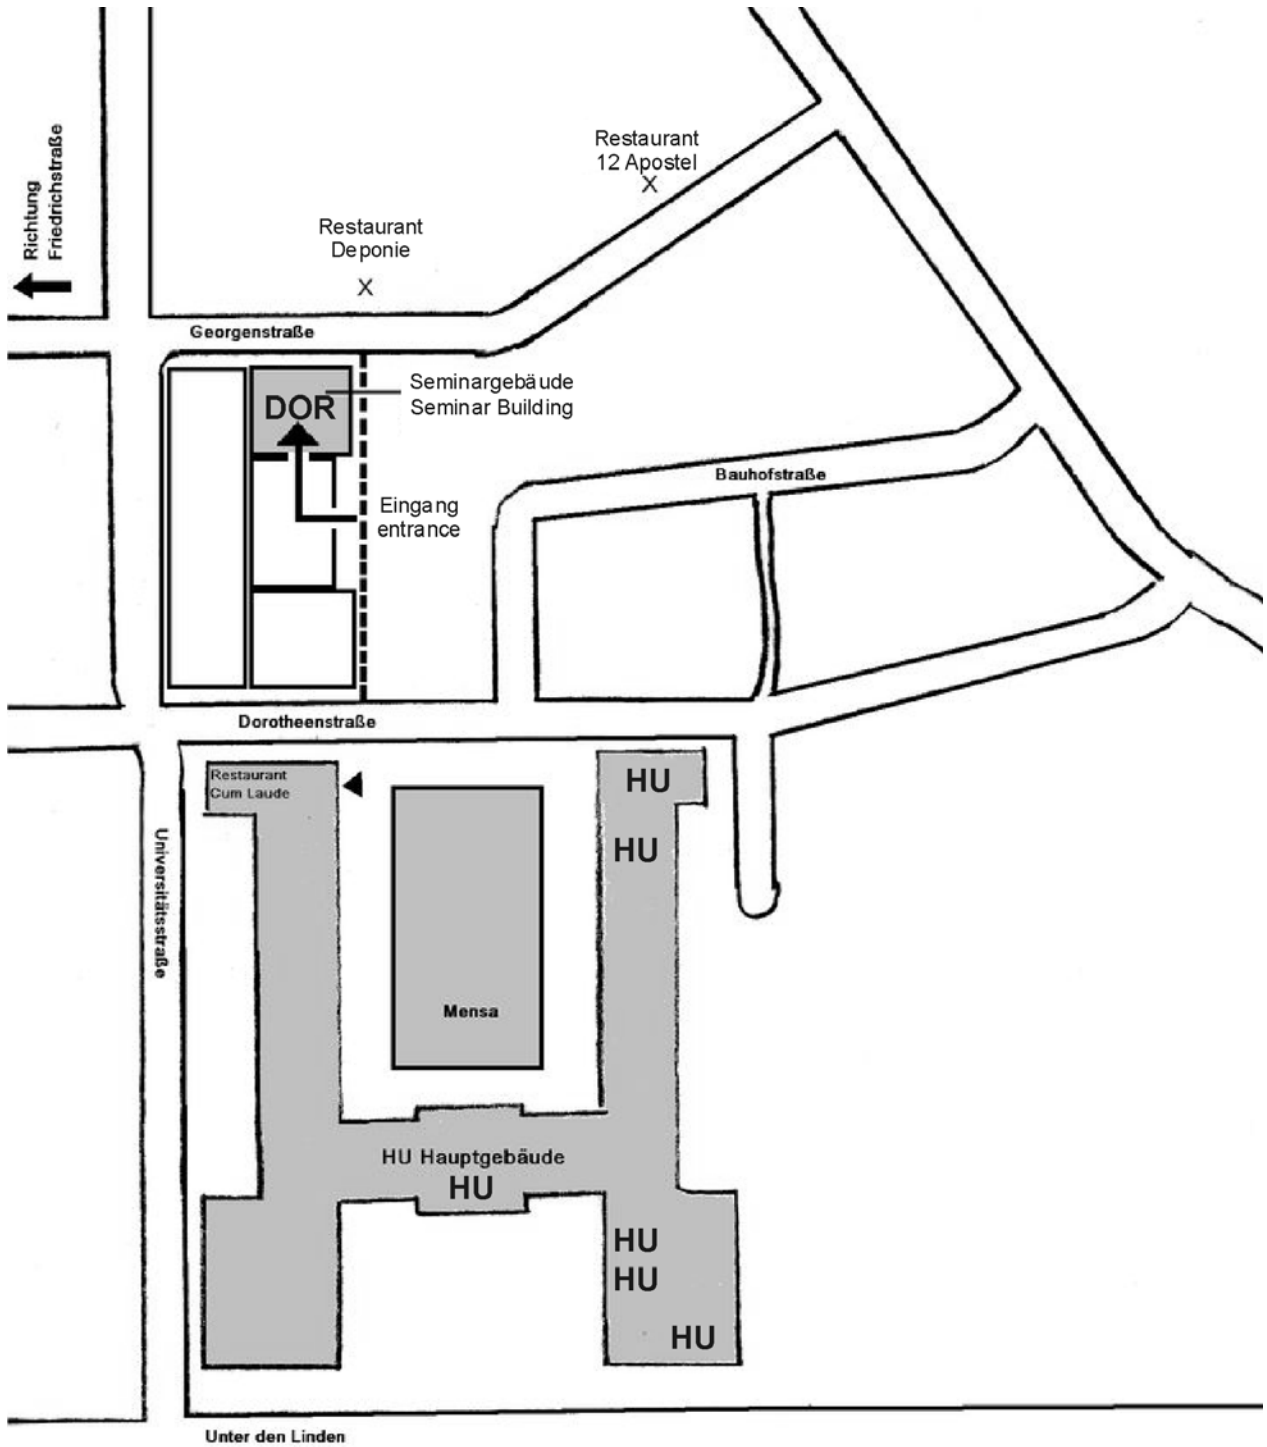 Restaurant
12 Apostel
X
Richtung
Friedrichstraße
Restaurant
Deponie
X
Georgenstraße
DOR
Seminargebäude
Seminar Building
Bauhofstraße
Eingang
entrance
Dorotheenstraße
Restaurant
Cum Laude
HU
HU
Universitätsstraße
Mensa
HU Hauptgebäude
HU
HU
HU
HU
Unter den Linden